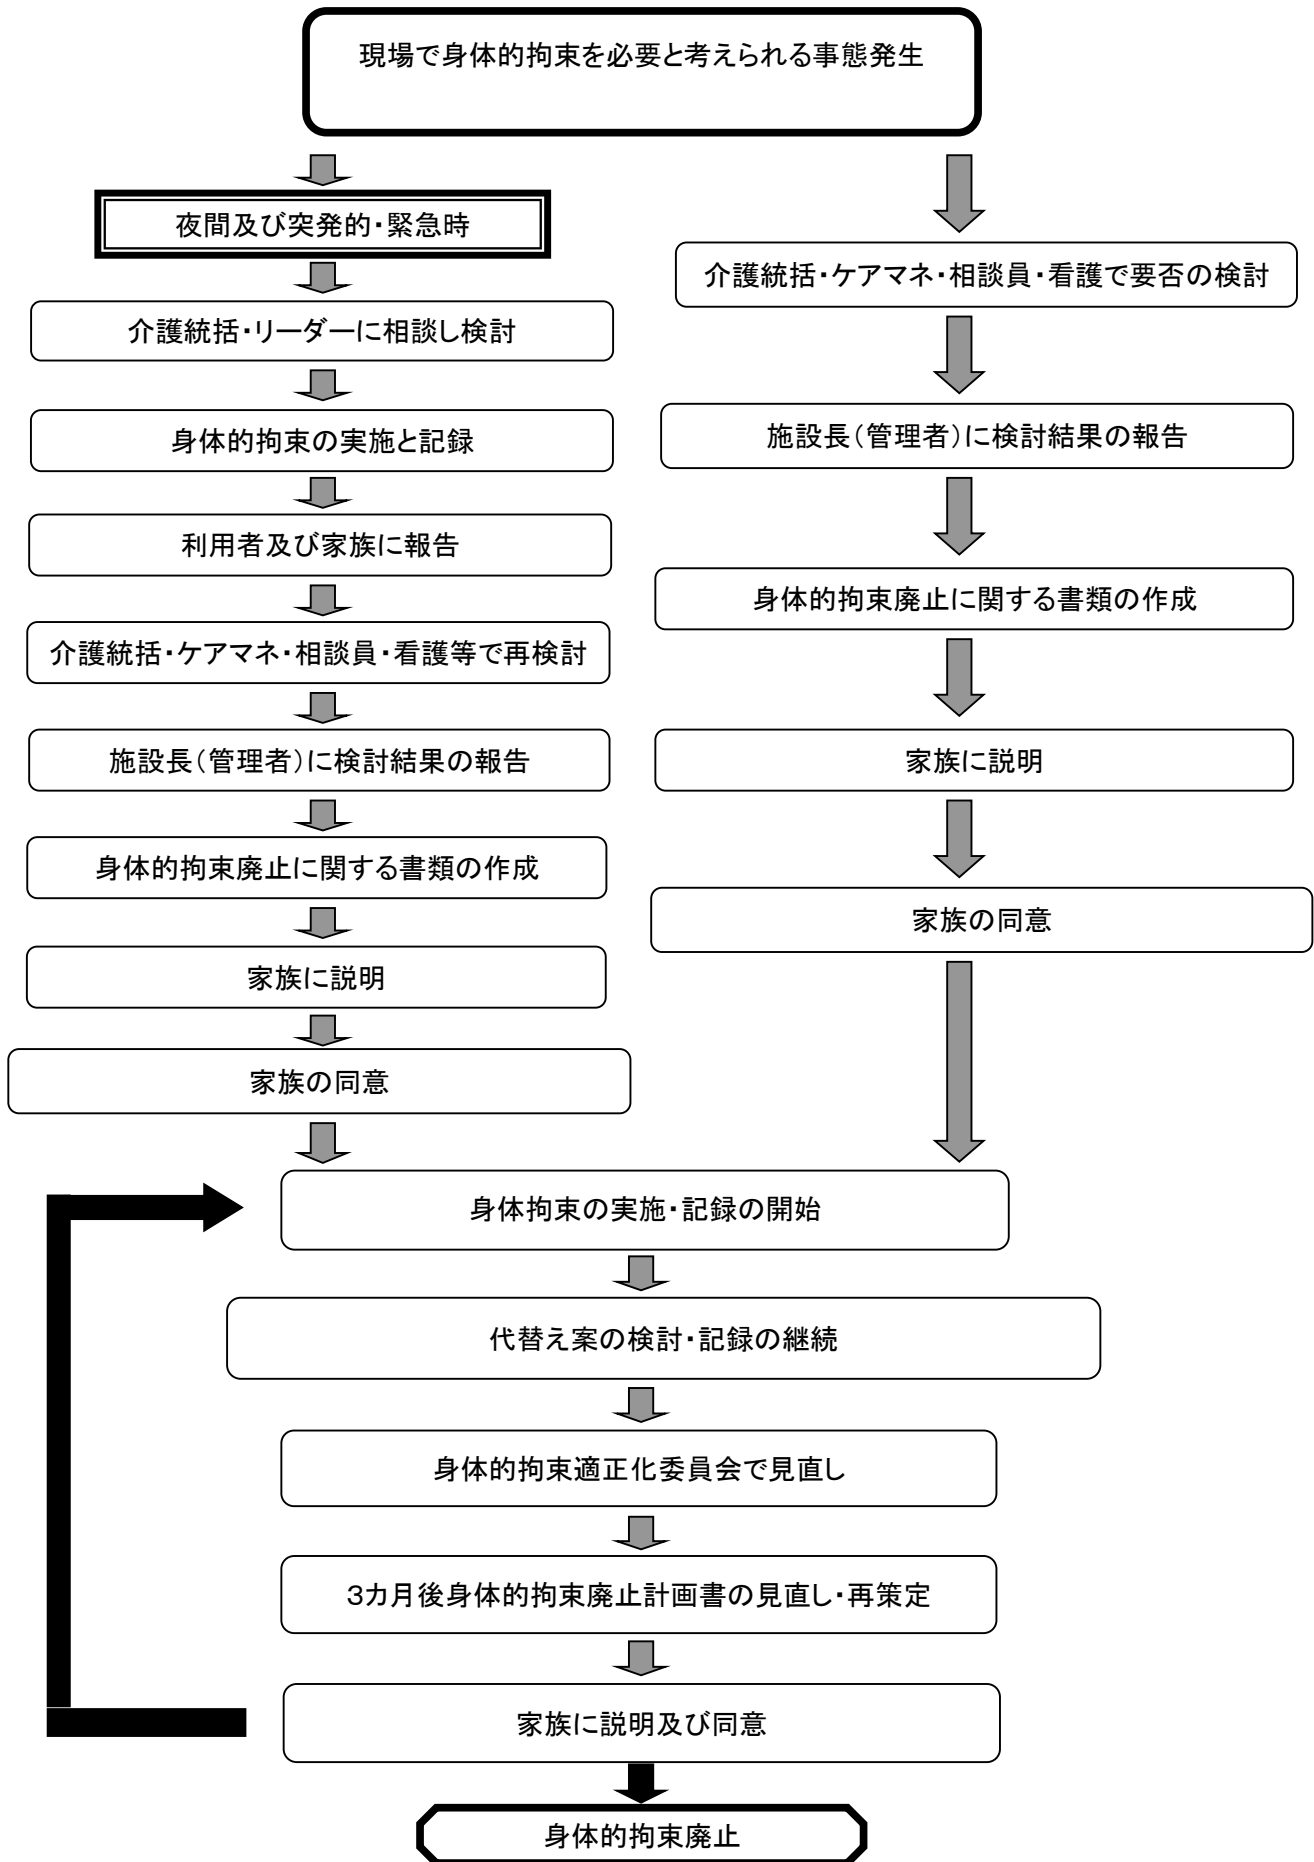 現場で身体的拘束を必要と考えられる事態発生
夜間及び突発的・緊急時
介護統括・リーダーに相談し検討
身体的拘束の実施と記録
利用者及び家族に報告
介護統括・ケアマネ・相談員・看護等で再検討
施設長（管理者）に検討結果の報告
身体的拘束廃止に関する書類の作成
家族に説明
家族の同意
介護統括・ケアマネ・相談員・看護で要否の検討
施設長（管理者）に検討結果の報告
身体的拘束廃止に関する書類の作成
家族に説明
家族の同意
身体拘束の実施・記録の開始
代替え案の検討・記録の継続
身体的拘束適正化委員会で見直し
3カ月後身体的拘束廃止計画書の見直し・再策定
家族に説明及び同意
身体的拘束廃止